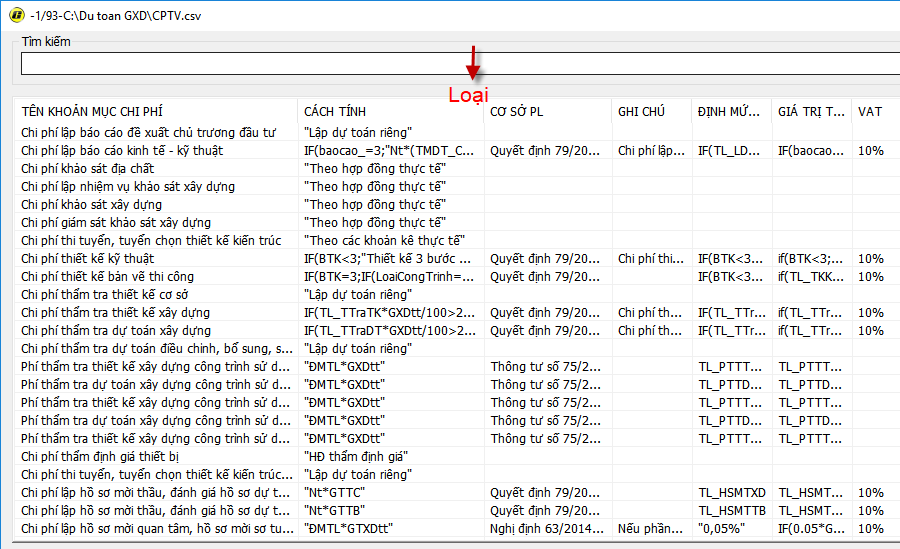 -1/93-C:\Du toan GXD\CPTV.csv
Tìm kiếm
Loại
TÊN KHOẢN MỤC CHI PHÍ CÁCH TÍNH CƠ SỞ PL GHI CHÚ ĐỊNH MỨ... GIÁ TRỊ T... VAT
Chi phí lập báo cáo đề xuất chủ trương đầu tư "Lập dự toán riêng"
Chi phí lập báo cáo kinh tế - kỹ thuật IF(baocao_=3;"Nt*(TMDT_C... Quyết định 79/20... Chi phí lập... IF(TL_LD... IF(baocao... 10%
Chi phí khảo sát địa chất "Theo hợp đồng thực tế"
Chi phí lập nhiệm vụ khảo sát xây dựng "Theo hợp đồng thực tế"
Chi phí khảo sát xây dựng "Theo hợp đồng thực tế"
Chi phí giám sát khảo sát xây dựng "Theo hợp đồng thực tế"
Chi phí thi tuyển, tuyển chọn thiết kế kiến trúc "Theo các khoản kê thực tế"
Chi phí thiết kế kỹ thuật IF(BTK<3;"Thiết kế 3 bước ... Quyết định 79/20... Chi phí thi... IF(BTK<3... if(BTK<3;... 10%
Chi phí thiết kế bản vẽ thi công IF(BTK=3;IF(LoaiCongTrinh=... Quyết định 79/20... IF(BTK<3... if(TL_TKK... 10%
Chi phí thẩm tra thiết kế cơ sở "Lập dự toán riêng"
Chi phí thẩm tra thiết kế xây dựng IF(TL_TTraTK*GXDtt/100>2... Quyết định 79/20... Chi phí th... IF(TL_TTr... if(TL_TTr... 10%
Chi phí thẩm tra dự toán xây dựng IF(TL_TTraDT*GXDtt/100>2... Quyết định 79/20... Chi phí th... IF(TL_TTr... if(TL_TTr... 10%
Chi phí thẩm tra dự toán điều chỉnh, bổ sung, s... "Lập dự toán riêng"
Phí thẩm tra thiết kế xây dựng công trình sử d... "ĐMTL*GXDtt" Thông tư số 75/2... TL_PTTT... TL_PTTT...
Phí thẩm tra dự toán xây dựng công trình sử d... "ĐMTL*GXDtt" Thông tư số 75/2... TL_PTTD... TL_PTTD...
Phí thẩm tra thiết kế xây dựng công trình sử d... "ĐMTL*GXDtt" Thông tư số 75/2... TL_PTTT... TL_PTTT...
Phí thẩm tra dự toán xây dựng công trình sử d... "ĐMTL*GXDtt" Thông tư số 75/2... TL_PTTD... TL_PTTD...
Phí thẩm tra thiết kế xây dựng công trình sử d... "ĐMTL*GXDtt" Thông tư số 75/2... TL_PTTT... TL_PTTT...
Chi phí thẩm định giá thiết bị "HĐ thẩm định giá"
Chi phí thi tuyển, tuyển chọn thiết kế kiến trúc... "Lập dự toán riêng"
Chi phí lập hồ sơ mời thầu, đánh giá hồ sơ dự t... "Nt*GTTC" Quyết định 79/20... TL_HSMTXD TL_HSMT... 10%
Chi phí lập hồ sơ mời thầu, đánh giá hồ sơ dự t... "Nt*GTTB" Quyết định 79/20... TL_HSMTTB TL_HSMT... 10%
Chi phí lập hồ sơ mời quan tâm, hồ sơ mời sơ tu... "ĐMTL*GTXDtt" Nghị định 63/2014... Nếu phần... "0,05%" IF(0.05*G... 10%